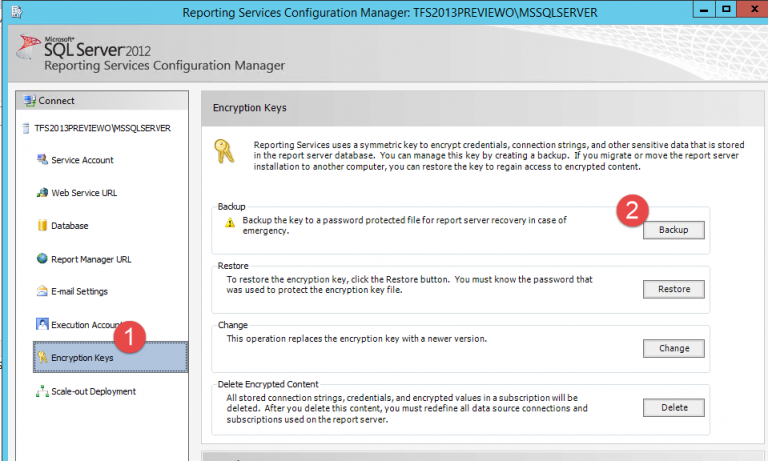 Reporting Services Configuration Manager: TFS2013PREVIEWO\MSSQLSERVER
Microsoft®
SQL Server 2012
Reporting Services Configuration Manager
Connect
TFS2013PREVIEWO\MSSQLSERVER
Service Account
Web Service URL
Database
Report Manager URL
E-mail Settings
Execution Account
1
Encryption Keys
Scale-out Deployment
Encryption Keys
Reporting Services uses a symmetric key to encrypt credentials, connection strings, and other sensitive data that is stored
in the report server database. You can manage this key by creating a backup. If you migrate or move the report server
installation to another computer, you can restore the key to regain access to encrypted content.
Backup
2
Backup the key to a password protected file for report server recovery in case of
emergency.
Backup
Restore
To restore the encryption key, click the Restore button. You must know the password that
was used to protect the encryption key file.
Restore
Change
This operation replaces the encryption key with a newer version.
Change
Delete Encrypted Content
All stored connection strings, credentials, and encrypted values in a subscription will be
deleted. After you delete this content, you must redefine all data source connections and
subscriptions used on the report server.
Delete